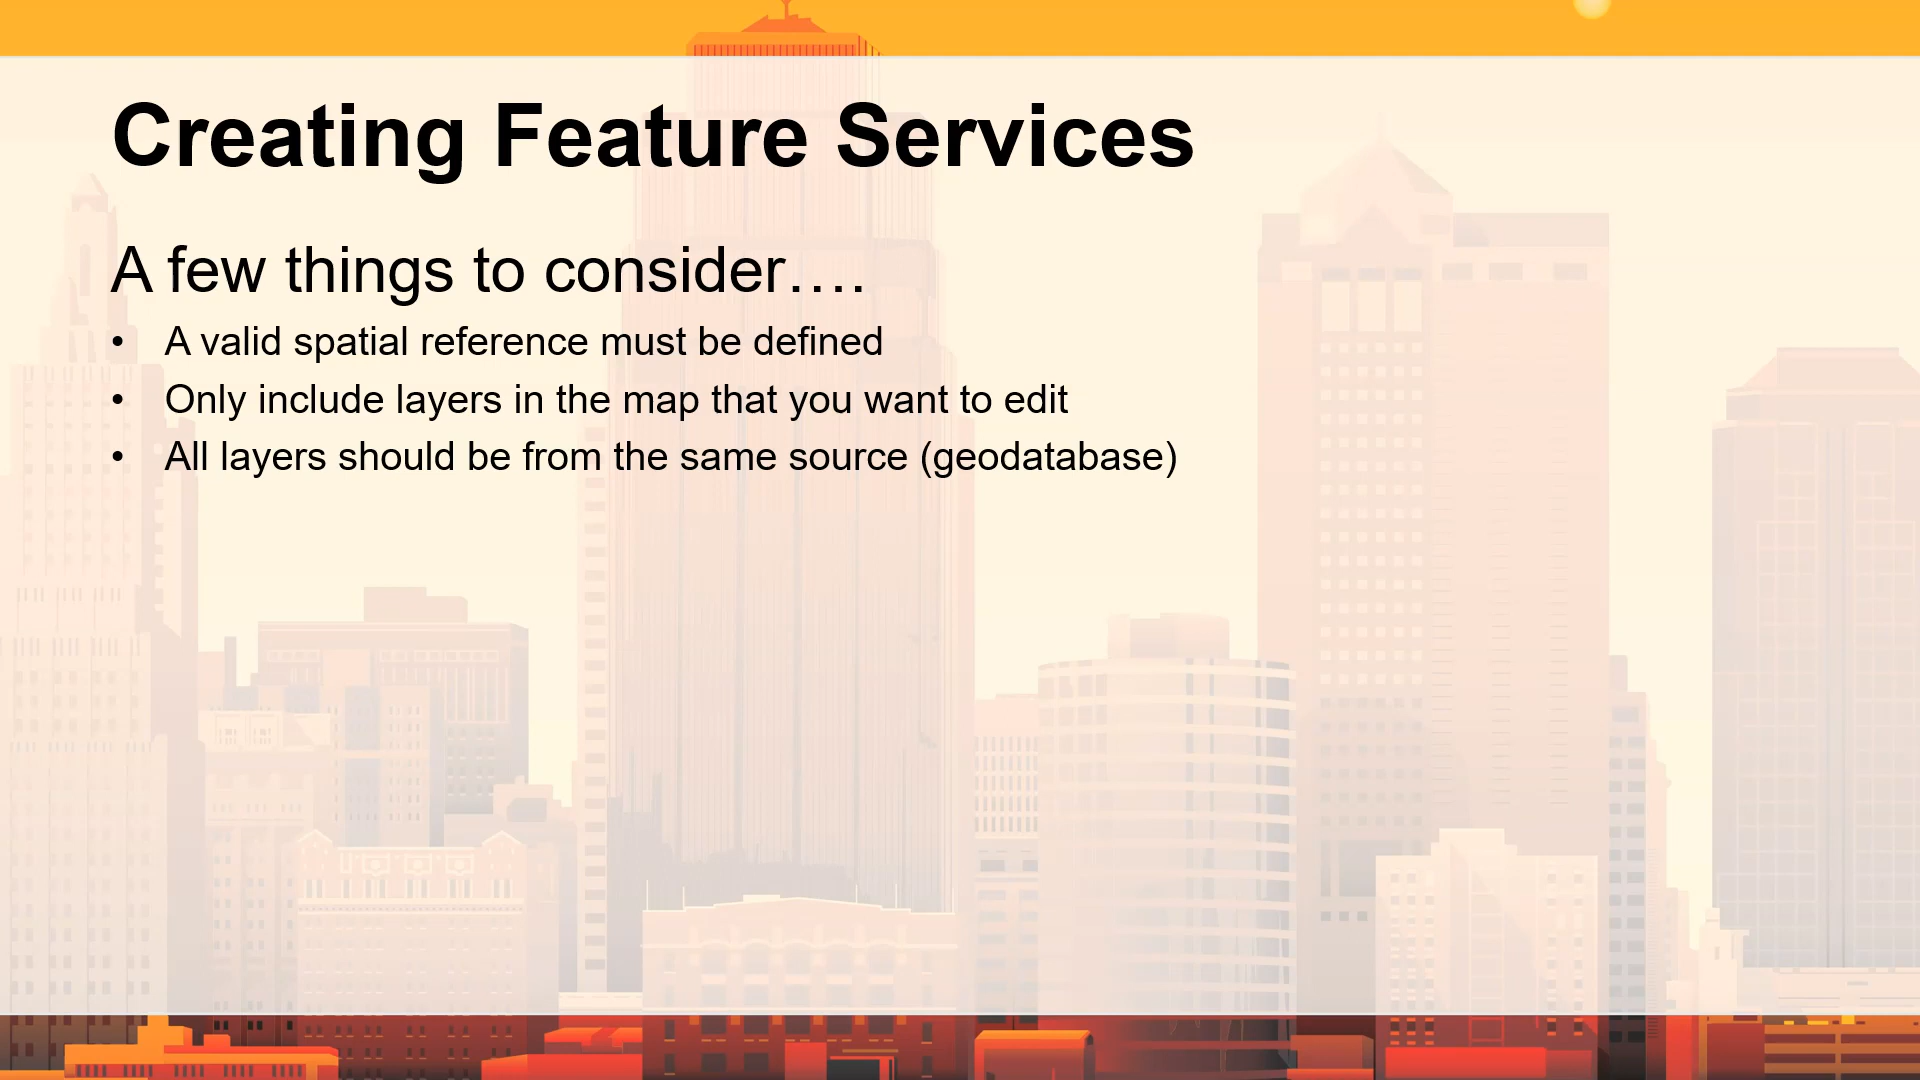 Creating Feature Services
A few things to consider….
• A valid spatial reference must be defined
• Only include layers in the map that you want to edit
• All layers should be from the same source (geodatabase)